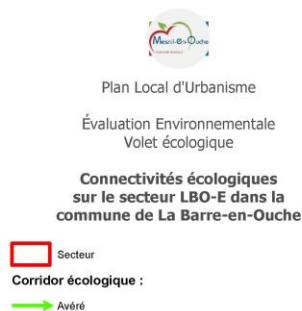 Mesnil-en-Ouche
Plan Local d'Urbanisme
Évaluation Environnementale
Volet écologique
Connectivités écologiques
sur le secteur LBO-E dans la
commune de La Barre-en-Ouche
Secteur
Corridor écologique :
Avéré